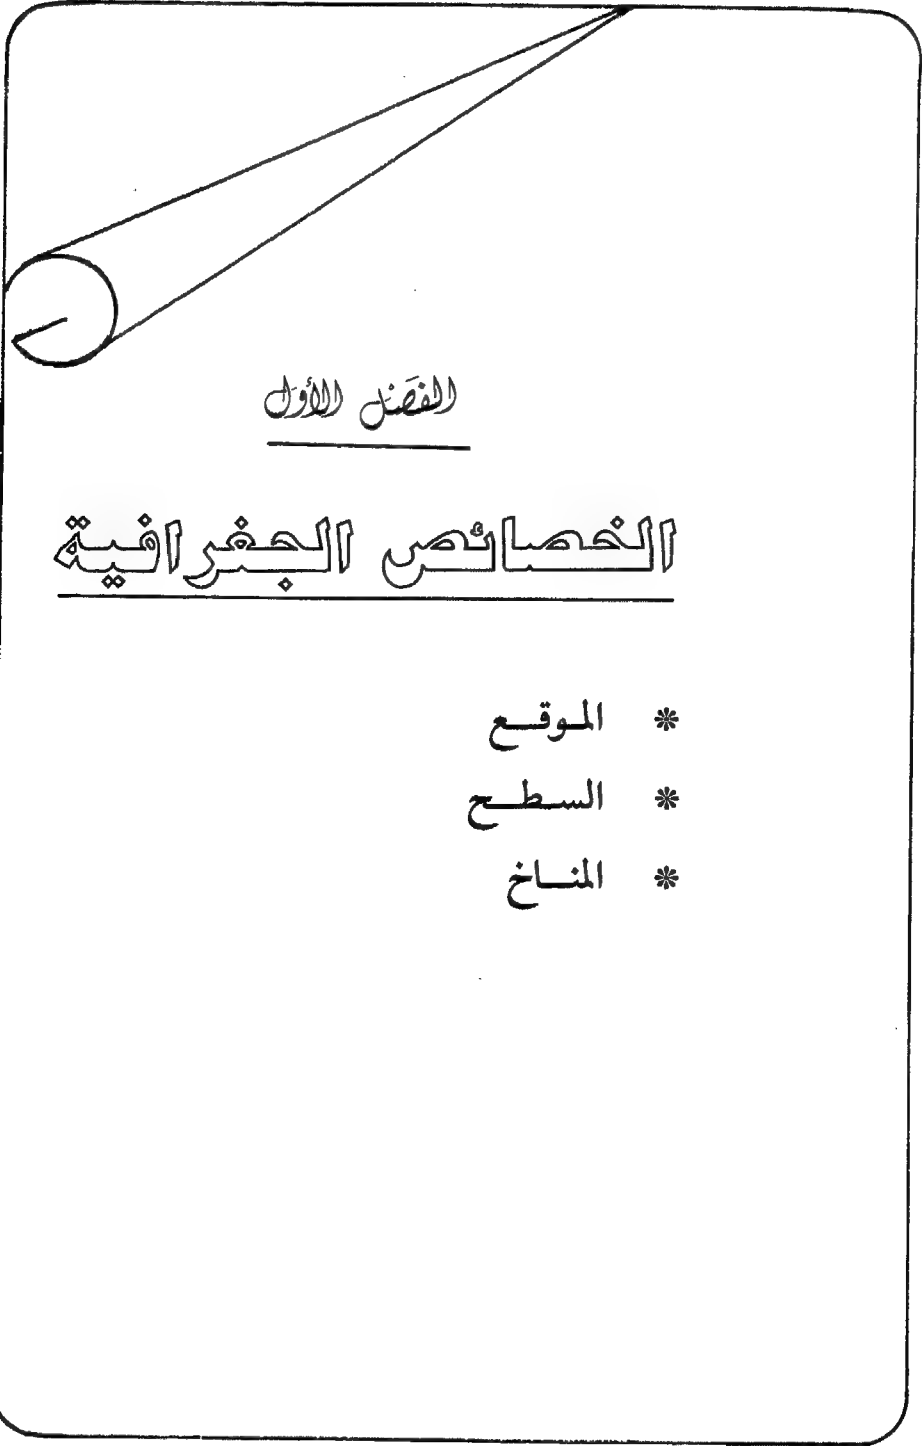 الفصل الأول
الخصائص الجغرافية
* الموقع
* السطح
* المناخ